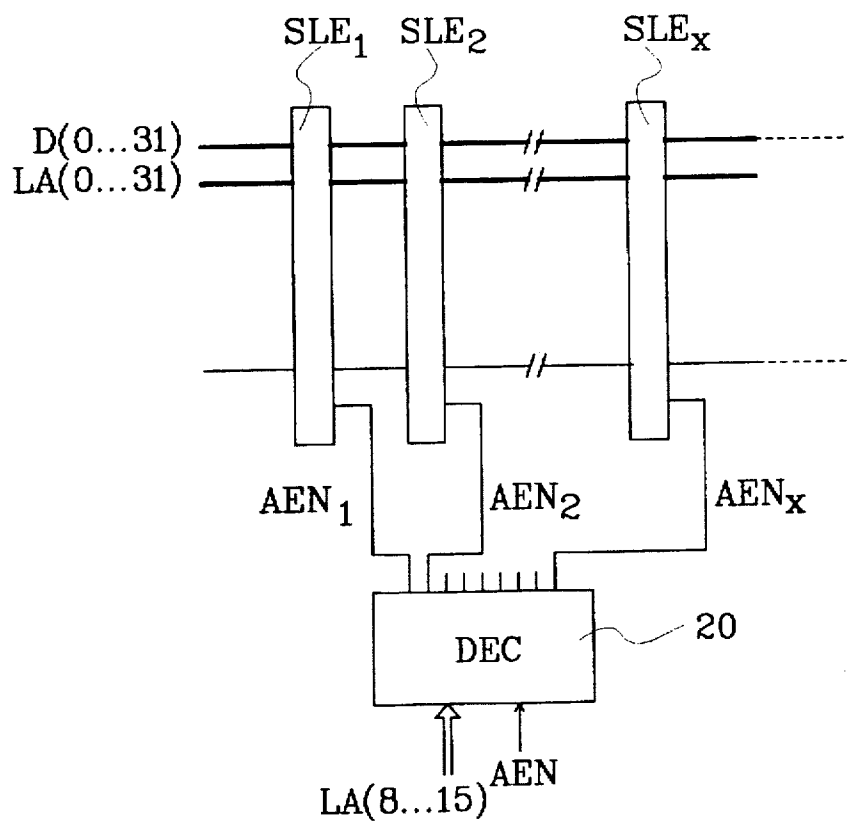 SLE1 SLE2 SLEx
D(0...31)
LA(0...31)
AEN1 AEN2 AENx
DEC
20
LA(8...15) AEN